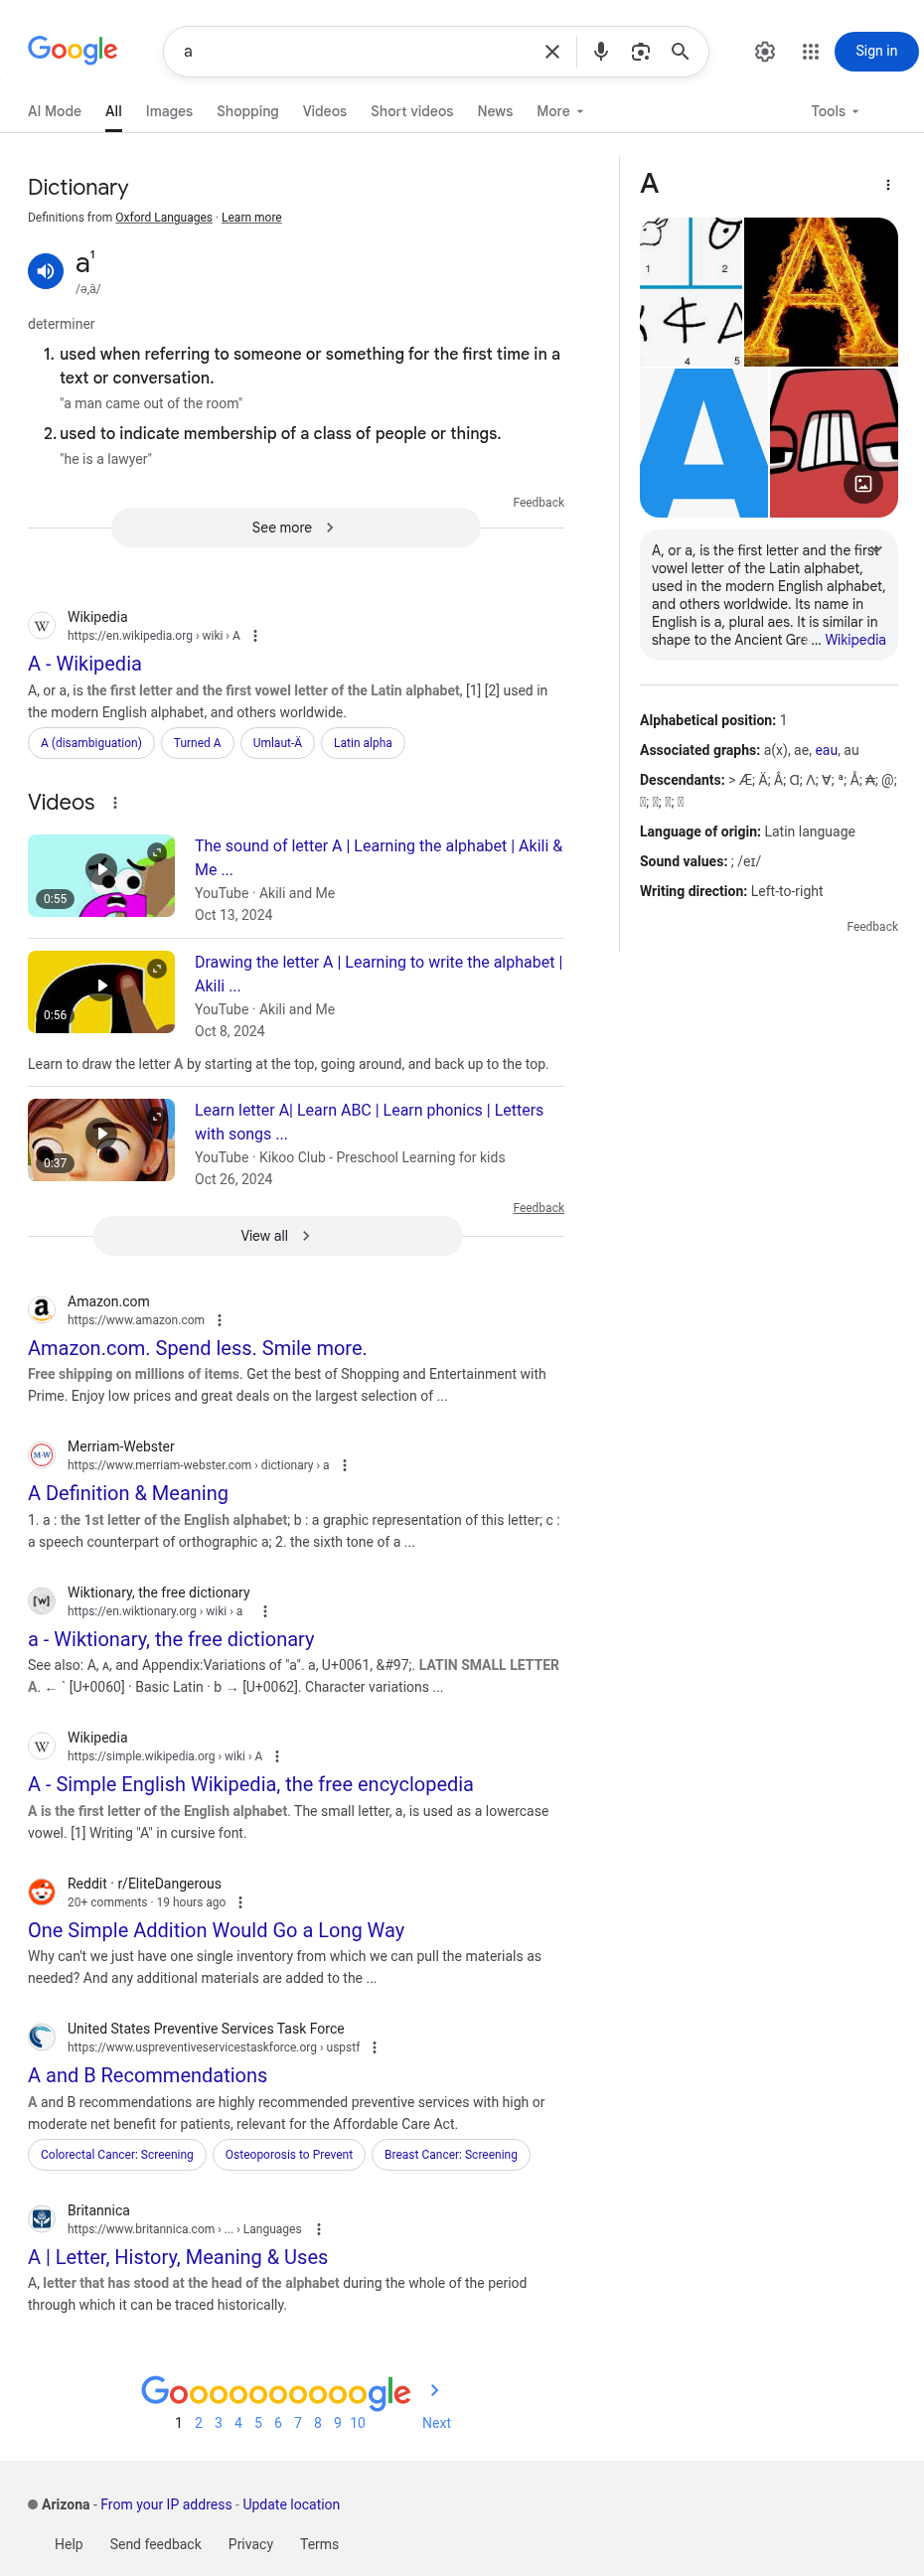 Google
a
Sign in
AI Mode All Images Shopping Videos Short videos News More Tools
Dictionary
Definitions from Oxford Languages · Learn more
a¹
/ə,ā/
determiner
1. used when referring to someone or something for the first time in a
text or conversation.
"a man came out of the room"
2. used to indicate membership of a class of people or things.
"he is a lawyer"
Feedback
See more
Wikipedia
https://en.wikipedia.org › wiki › A
A - Wikipedia
A, or a, is the first letter and the first vowel letter of the Latin alphabet, [1] [2] used in
the modern English alphabet, and others worldwide.
A (disambiguation) Turned A Umlaut-Ä Latin alpha
Videos
0:55
The sound of letter A | Learning the alphabet | Akili &
Me ...
YouTube · Akili and Me
Oct 13, 2024
0:56
Drawing the letter A | Learning to write the alphabet |
Akili ...
YouTube · Akili and Me
Oct 8, 2024
Learn to draw the letter A by starting at the top, going around, and back up to the top.
0:37
Learn letter A| Learn ABC | Learn phonics | Letters
with songs ...
YouTube · Kikoo Club - Preschool Learning for kids
Oct 26, 2024
Feedback
View all
a
Amazon.com
https://www.amazon.com
Amazon.com. Spend less. Smile more.
Free shipping on millions of items. Get the best of Shopping and Entertainment with
Prime. Enjoy low prices and great deals on the largest selection of ...
M-W
Merriam-Webster
https://www.merriam-webster.com › dictionary › a
A Definition & Meaning
1. a : the 1st letter of the English alphabet; b : a graphic representation of this letter; c :
a speech counterpart of orthographic a; 2. the sixth tone of a ...
[w]
Wiktionary, the free dictionary
https://en.wiktionary.org › wiki › a
a - Wiktionary, the free dictionary
See also: A, ᴀ, and Appendix:Variations of "a". a, U+0061, &#97;. LATIN SMALL LETTER
A. ← ` [U+0060] · Basic Latin · b → [U+0062]. Character variations ...
W
Wikipedia
https://simple.wikipedia.org › wiki › A
A - Simple English Wikipedia, the free encyclopedia
A is the first letter of the English alphabet. The small letter, a, is used as a lowercase
vowel. [1] Writing "A" in cursive font.
Reddit · r/EliteDangerous
20+ comments · 19 hours ago
One Simple Addition Would Go a Long Way
Why can't we just have one single inventory from which we can pull the materials as
needed? And any additional materials are added to the ...
United States Preventive Services Task Force
https://www.uspreventiveservicestaskforce.org › uspstf
A and B Recommendations
A and B recommendations are highly recommended preventive services with high or
moderate net benefit for patients, relevant for the Affordable Care Act.
Colorectal Cancer: Screening Osteoporosis to Prevent Breast Cancer: Screening
Britannica
https://www.britannica.com › ... › Languages
A | Letter, History, Meaning & Uses
A, letter that has stood at the head of the alphabet during the whole of the period
through which it can be traced historically.
A
1 2
4 5
A
A
A, or a, is the first letter and the first
vowel letter of the Latin alphabet,
used in the modern English alphabet,
and others worldwide. Its name in
English is a, plural aes. It is similar in
shape to the Ancient Gre ... Wikipedia
Alphabetical position: 1
Associated graphs: a(x), ae, eau, au
Descendants: > Æ; Ä; Â; Ɑ; Λ; Ɐ; ª; Å; ₳; @;
Language of origin: Latin language
Sound values: ; /eɪ/
Writing direction: Left-to-right
Feedback
Goooooooooogle
1 2 3 4 5 6 7 8 9 10 Next
Arizona - From your IP address - Update location
Help Send feedback Privacy Terms